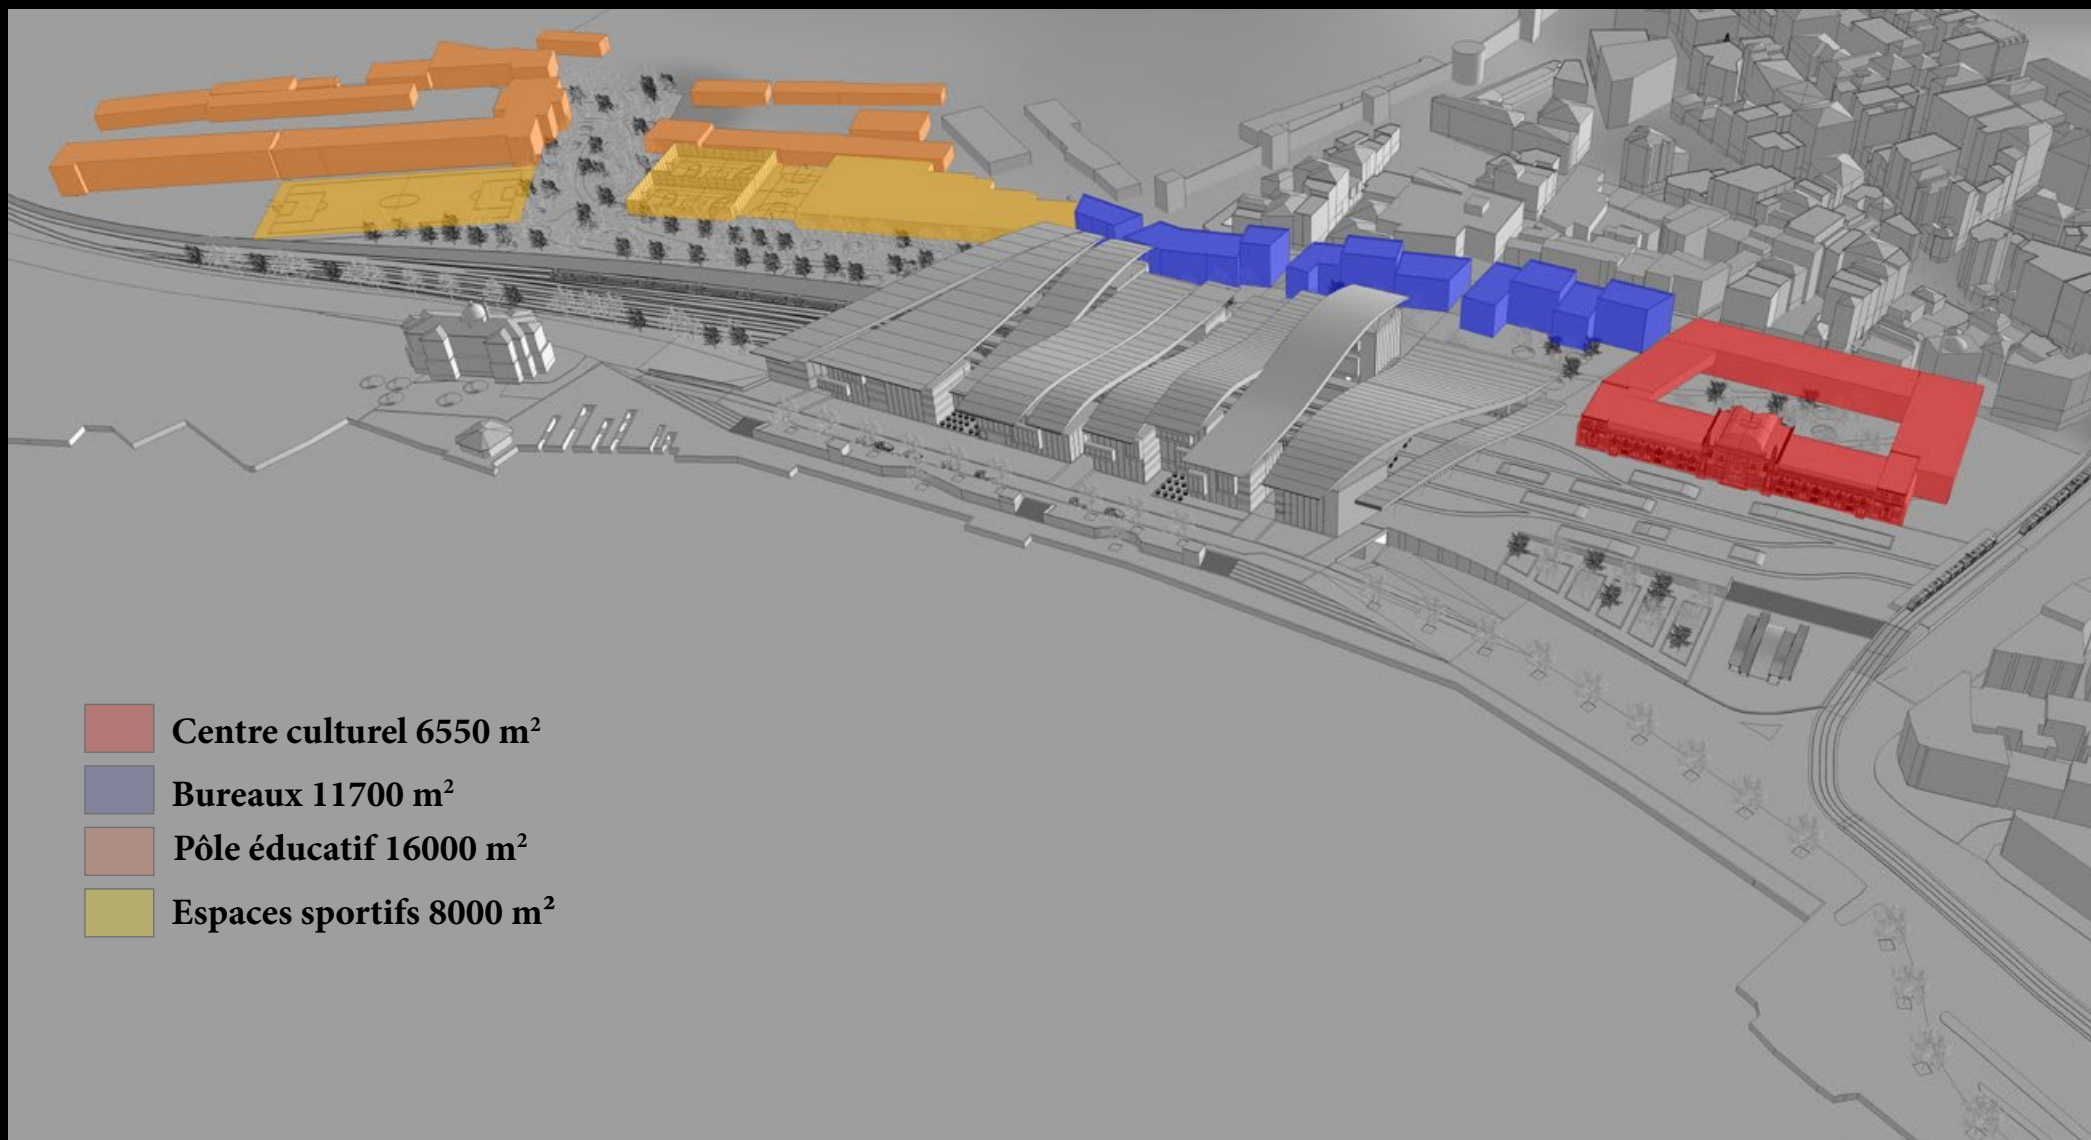 Centre culturel 6550 m²
Bureaux 11700 m²
Pôle éducatif 16000 m²
Espaces sportifs 8000 m²